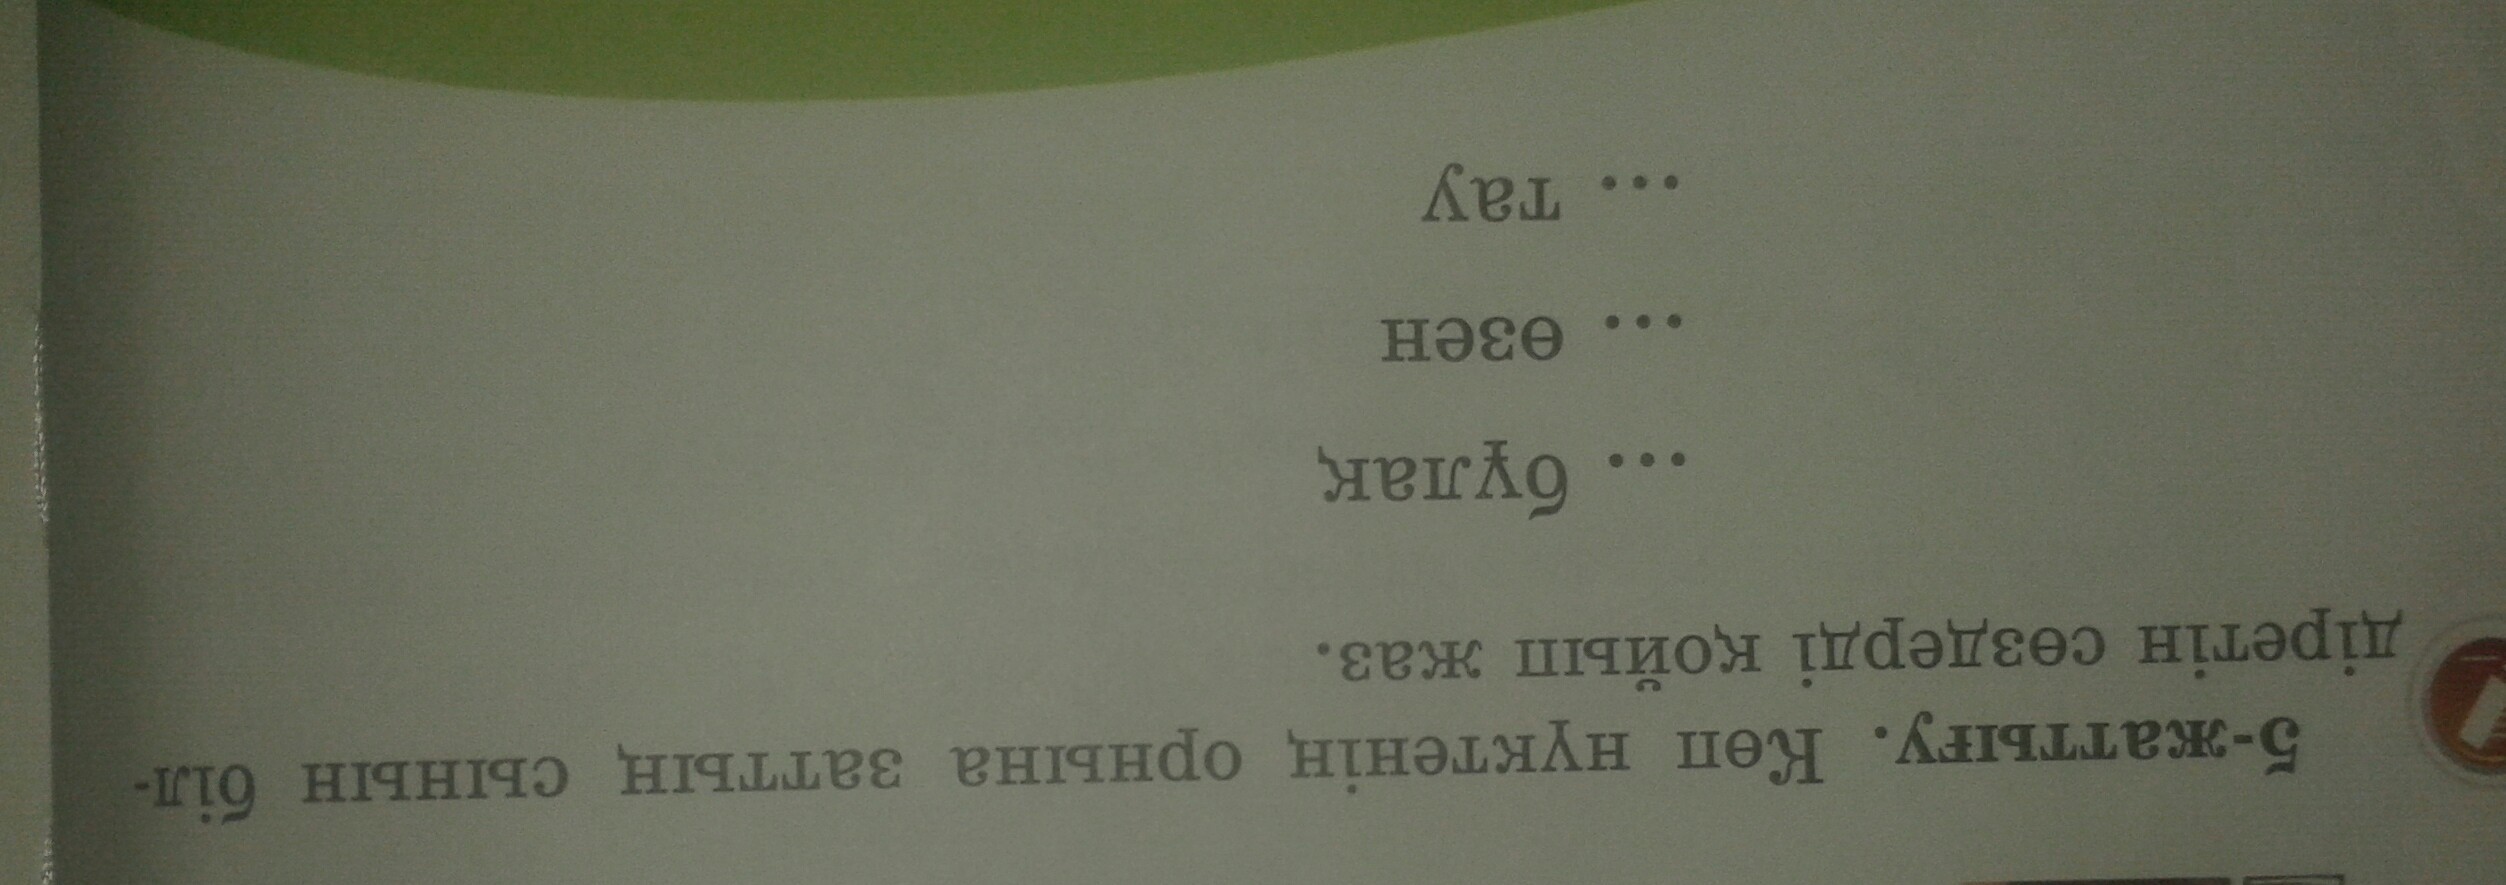 5-жаттығу. Көп нүктенің орнына заттың сынын біл-
діретін сөздерді қойып жаз.
... бұлақ
... өзен
... тау